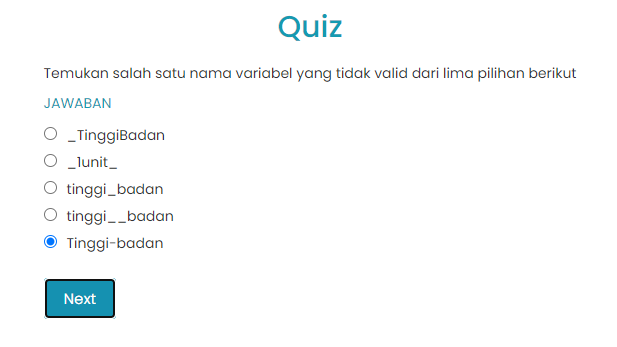 Quiz
Temukan salah satu nama variabel yang tidak valid dari lima pilihan berikut
JAWABAN
_TinggiBadan
_1unit_
tinggi_badan
tinggi__badan
Tinggi-badan
Next